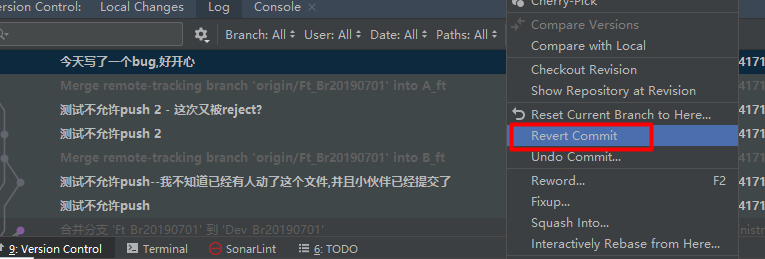 ersion Control: Local Changes Log Console
Branch: All User: All Date: All Paths: All
今天写了一个bug,好开心
Merge remote-tracking branch 'origin/Ft_Br20190701' into A_ft
测试不允许push 2 - 这次又被reject?
测试不允许push 2
Merge remote-tracking branch 'origin/Ft_Br20190701' into B_ft
测试不允许push--我不知道已经有人动了这个文件,并且小伙伴已经提交了
测试不允许push
合并分支 'Ft_Br20190701' 到 'Dev_Br20190701'
Cherry-Pick
Compare Versions
Compare with Local
Checkout Revision
Show Repository at Revision
Reset Current Branch to Here...
Revert Commit
Undo Commit...
Reword... F2
Fixup...
Squash Into...
Interactively Rebase from Here...
4171
4171
4171
4171
4171
4171
nistr
9: Version Control Terminal SonarLint 6: TODO